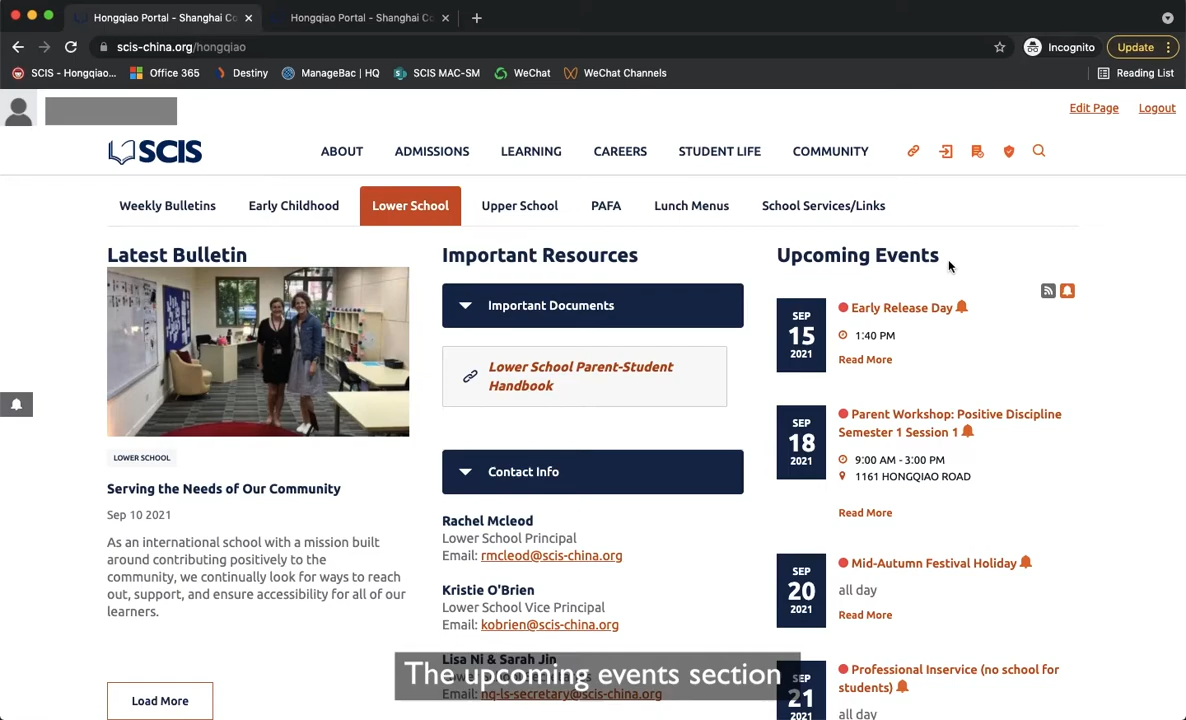 Hongqiao Portal - Shanghai Co
Hongqiao Portal - Shanghai Co
scis-china.org/hongqiao
Incognito
Update
SCIS - Hongqiao...
Office 365
Destiny
ManageBac | HQ
SCIS MAC-SM
WeChat
WeChat Channels
Reading List
Edit Page
Logout
SCIS
ABOUT
ADMISSIONS
LEARNING
CAREERS
STUDENT LIFE
COMMUNITY
Weekly Bulletins
Early Childhood
Lower School
Upper School
PAFA
Lunch Menus
School Services/Links
Latest Bulletin
LOWER SCHOOL
Serving the Needs of Our Community
Sep 10 2021
As an international school with a mission built
around contributing positively to the
community, we continually look for ways to reach
out, support, and ensure accessibility for all of our
learners.
Load More
Important Resources
Important Documents
Lower School Parent-Student
Handbook
Contact Info
Rachel Mcleod
Lower School Principal
Email: rmcleod@scis-china.org
Kristie O'Brien
Lower School Vice Principal
Email: kobrien@scis-china.org
Lisa Ni & Sarah Jin
Email: nq-ls-secretary@scis-china.org
The upcoming events section
Upcoming Events
SEP
15
2021
Early Release Day
1:40 PM
Read More
SEP
18
2021
Parent Workshop: Positive Discipline
Semester 1 Session 1
9:00 AM - 3:00 PM
1161 HONGQIAO ROAD
Read More
SEP
20
2021
Mid-Autumn Festival Holiday
all day
Read More
SEP
21
2021
Professional Inservice (no school for
students)
all day